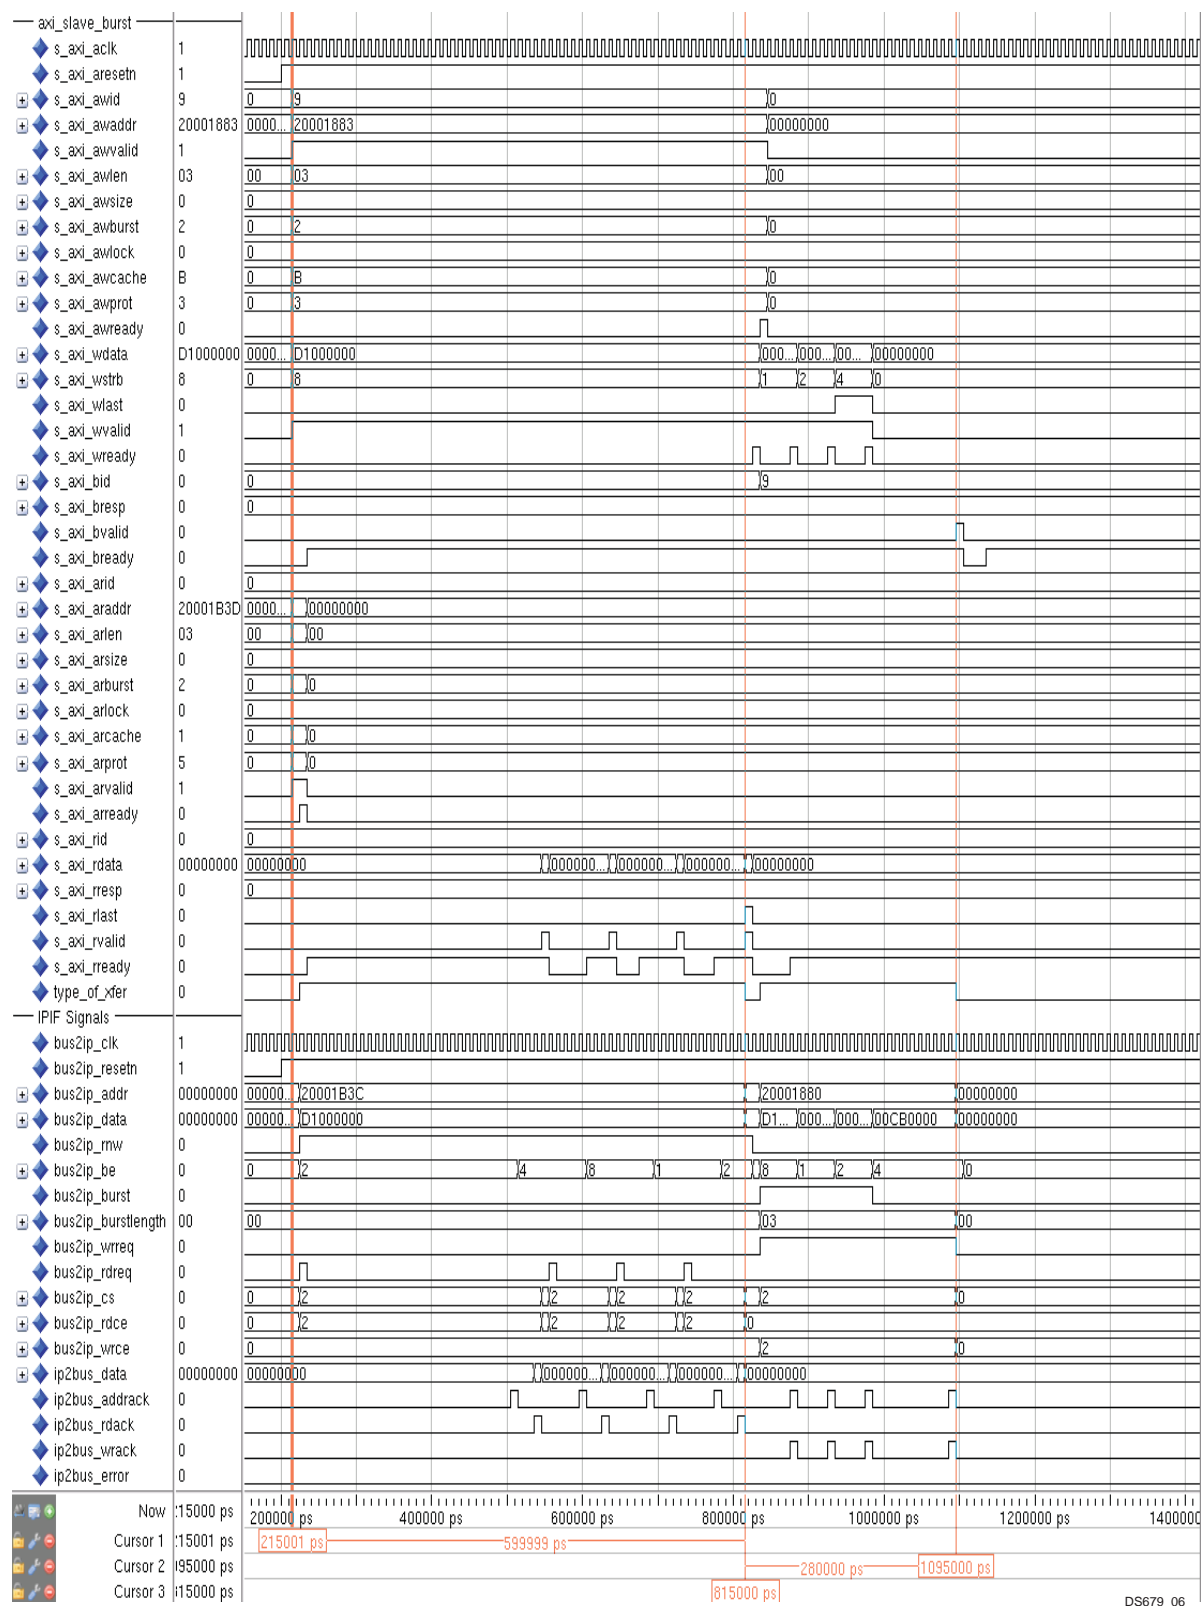 axi_slave_burst
s_axi_aclk 1
s_axi_aresetn 1
s_axi_awid 9 0 9 0
s_axi_awaddr 20001883 0000... 20001883 00000000
s_axi_awvalid 1
s_axi_awlen 03 00 03 00
s_axi_awsize 0 0
s_axi_awburst 2 0 2 0
s_axi_awlock 0 0
s_axi_awcache B 0 B 0
s_axi_awprot 3 0 3 0
s_axi_awready 0
s_axi_wdata D1000000 0000... D1000000 000... 000... 00... 00000000
s_axi_wstrb 8 0 8 1 2 4 0
s_axi_wlast 0
s_axi_wvalid 1
s_axi_wready 0
s_axi_bid 0 0 9
s_axi_bresp 0 0
s_axi_bvalid 0
s_axi_bready 0
s_axi_arid 0 0
s_axi_araddr 20001B3D 0000... 00000000
s_axi_arlen 03 00 00
s_axi_arsize 0 0
s_axi_arburst 2 0 0
s_axi_arlock 0 0
s_axi_arcache 1 0 0
s_axi_arprot 5 0 0
s_axi_arvalid 1
s_axi_arready 0
s_axi_rid 0 0
s_axi_rdata 00000000 00000000 000000... 000000... 000000... 00000000
s_axi_rresp 0 0
s_axi_rlast 0
s_axi_rvalid 0
s_axi_rready 0
type_of_xfer 0
IPIF Signals
bus2ip_clk 1
bus2ip_resetn 1
bus2ip_addr 00000000 00000... 20001B3C 20001880 00000000
bus2ip_data 00000000 00000... D1000000 D1... 000... 000... 00CB0000 00000000
bus2ip_rnw 0
bus2ip_be 0 0 2 4 8 1 2 8 1 2 4 0
bus2ip_burst 0
bus2ip_burstlength 00 00 03 00
bus2ip_wrreq 0
bus2ip_rdreq 0
bus2ip_cs 0 0 2 2 2 2 2 0
bus2ip_rdce 0 0 2 2 2 2 0
bus2ip_wrce 0 0 2 0
ip2bus_data 00000000 00000000 000000... 000000... 000000... 00000000
ip2bus_addrack 0
ip2bus_rdack 0
ip2bus_wrack 0
ip2bus_error 0
Now :15000 ps 200000 ps 400000 ps 600000 ps 800000 ps 1000000 ps 1200000 ps 1400000
Cursor 1 :15001 ps 215001 ps 599999 ps
Cursor 2 95000 ps 280000 ps 1095000 ps
Cursor 3 15000 ps 815000 ps
DS679_06